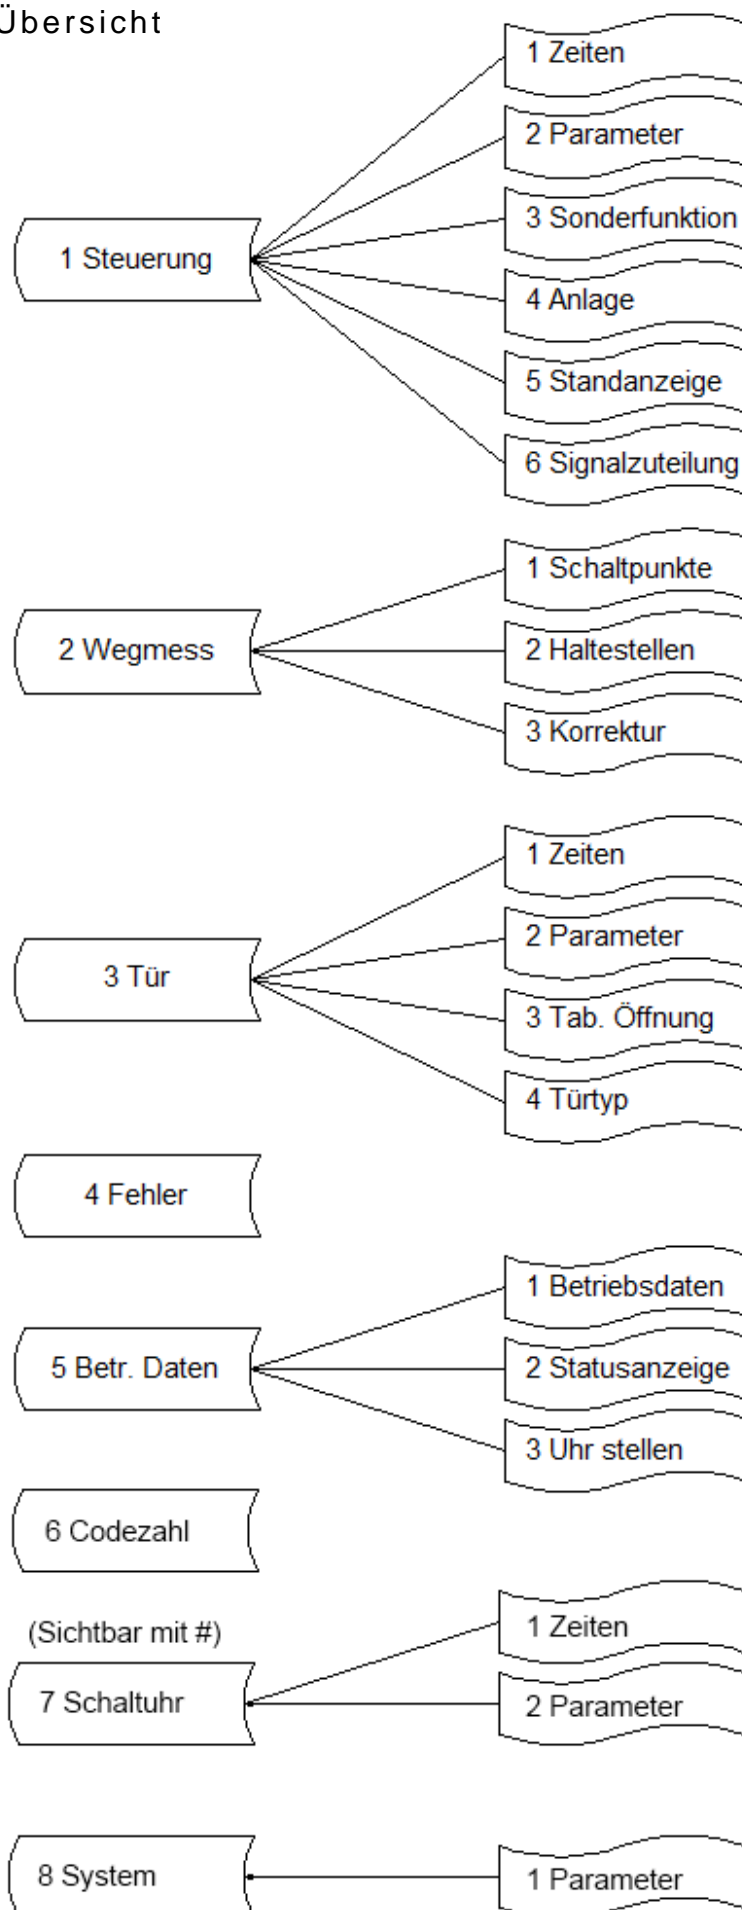 Übersicht
1 Zeiten
2 Parameter
3 Sonderfunktion
1 Steuerung
4 Anlage
5 Standanzeige
6 Signalzuteilung
1 Schaltpunkte
2 Wegmess
2 Haltestellen
3 Korrektur
1 Zeiten
2 Parameter
3 Tür
3 Tab. Öffnung
4 Türtyp
4 Fehler
1 Betriebsdaten
5 Betr. Daten
2 Statusanzeige
3 Uhr stellen
6 Codezahl
(Sichtbar mit #)
1 Zeiten
7 Schaltuhr
2 Parameter
8 System
1 Parameter